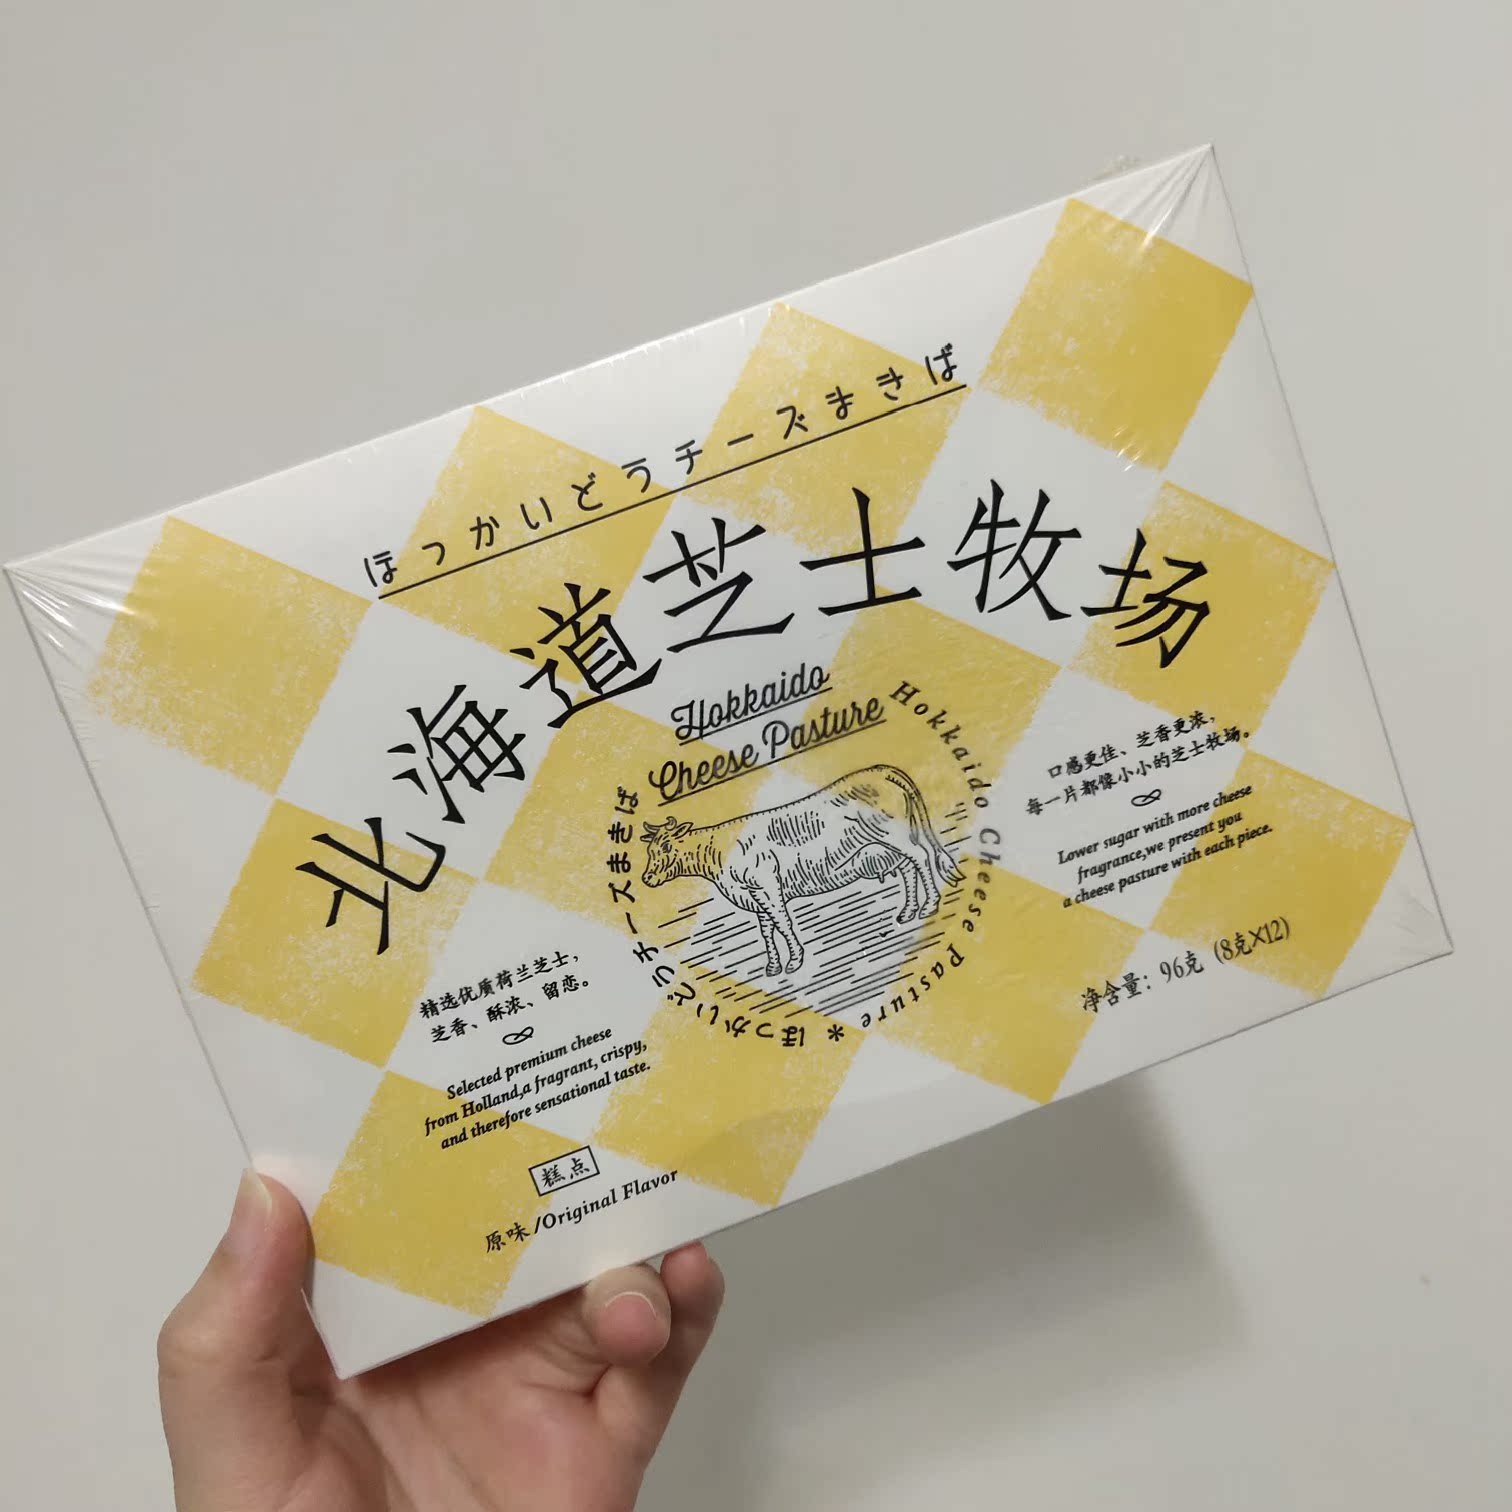 ほっかいどうチーズまきば
北海道芝士牧场
Hokkaido
Cheese Pasture
Hokkaido Cheese Pasture * ほっかいどうチーズまきば
口感更佳、芝香更浓，
每一片都像小小的芝士牧场。
Lower sugar with more cheese
fragrance,we present you
a cheese pasture with each piece.
净含量：96克（8克X12）
精选优质荷兰芝士，
芝香、酥浓、留恋。
Selected premium cheese
from Holland,a fragrant, crispy,
and therefore sensational taste.
糕点
原味/Original Flavor